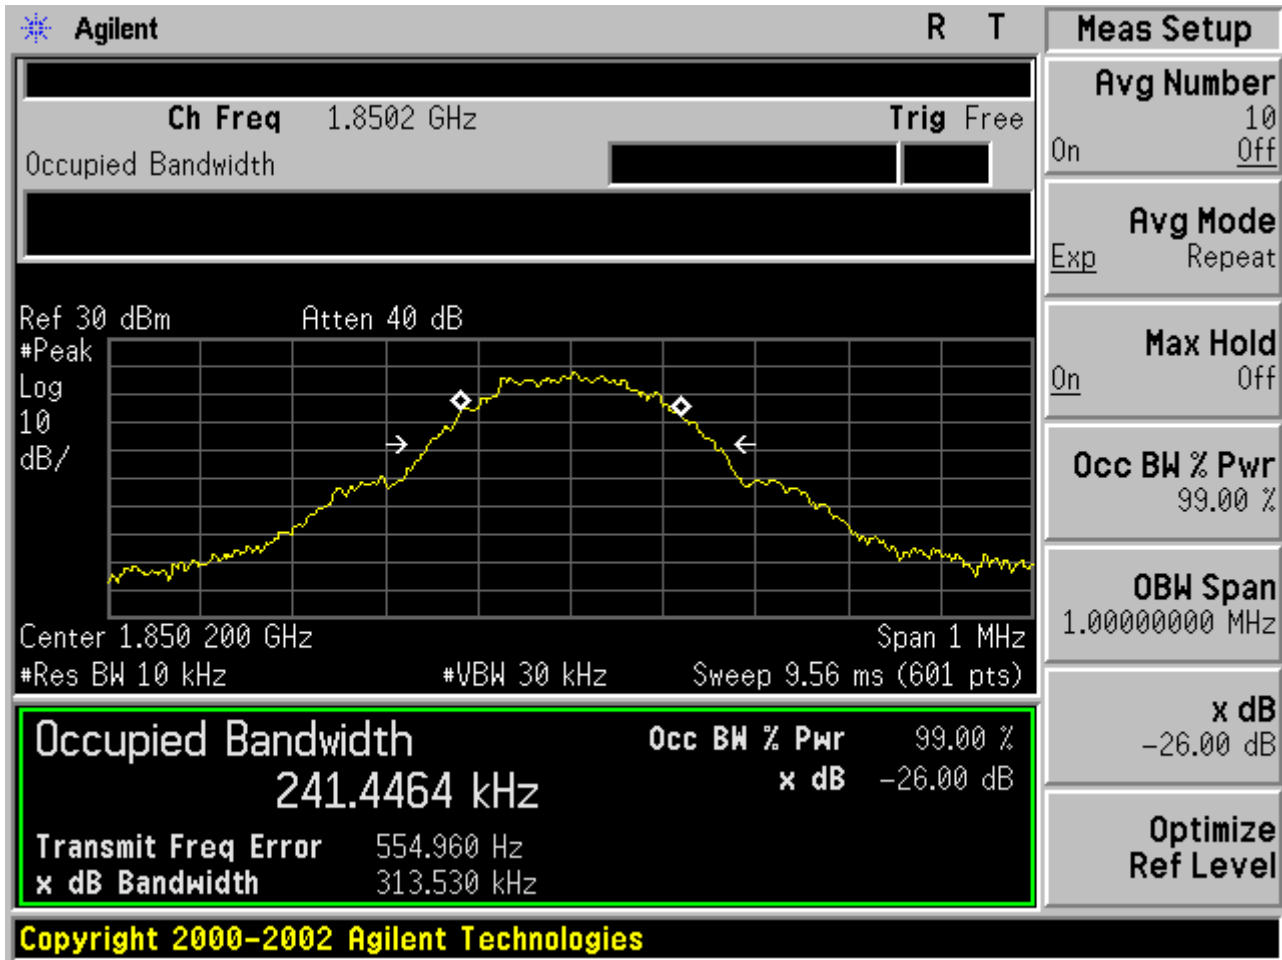 Agilent R T
Ch Freq 1.8502 GHz Trig Free
Occupied Bandwidth
Ref 30 dBm Atten 40 dB
#Peak
Log
10
dB/
Center 1.850 200 GHz Span 1 MHz
#Res BW 10 kHz #VBW 30 kHz Sweep 9.56 ms (601 pts)
Occupied Bandwidth Occ BW % Pwr 99.00 %
241.4464 kHz x dB -26.00 dB
Transmit Freq Error 554.960 Hz
x dB Bandwidth 313.530 kHz
Copyright 2000-2002 Agilent Technologies
Meas Setup
Avg Number
10
On Off
Avg Mode
Exp Repeat
Max Hold
On Off
Occ BW % Pwr
99.00 %
OBW Span
1.00000000 MHz
x dB
-26.00 dB
Optimize
Ref Level